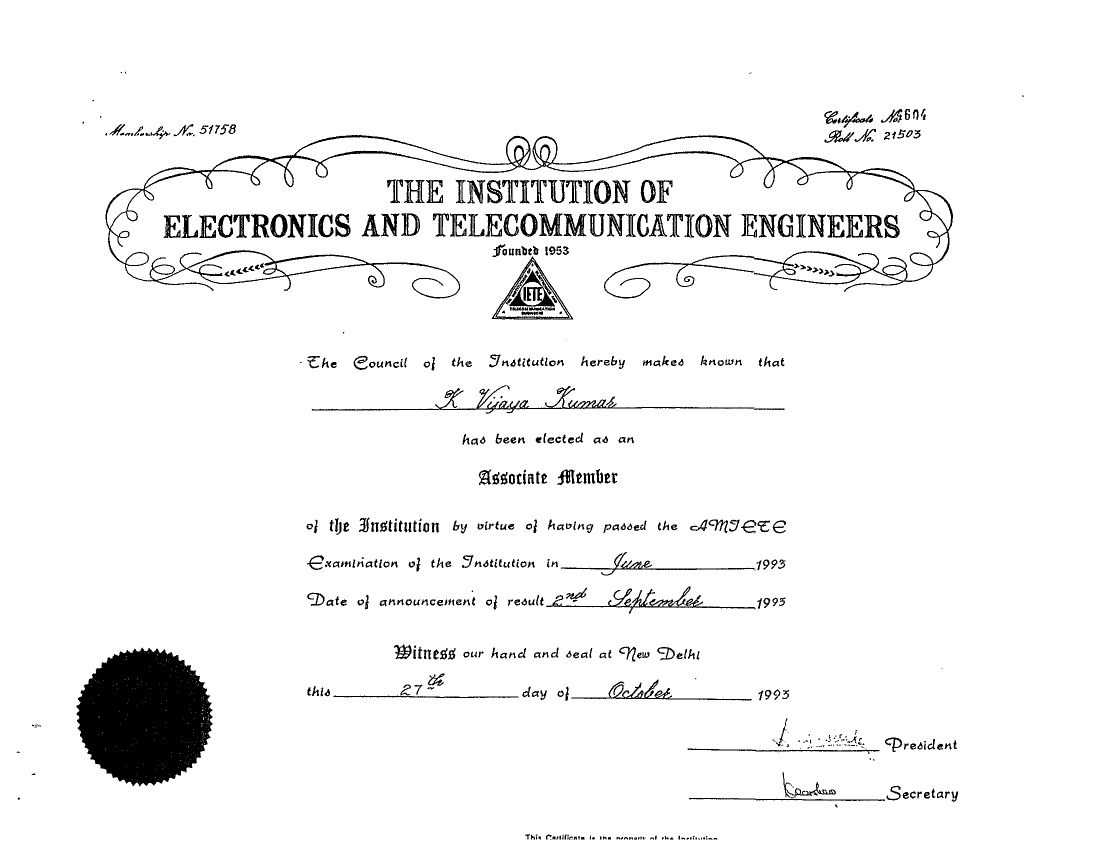 Membership No. 51758
Certificate No.
Roll No. 21503
THE INSTITUTION OF
ELECTRONICS AND TELECOMMUNICATION ENGINEERS
Founded 1953
IETE
The Council of the Institution hereby makes known that
K Vijaya Kumar
has been elected as an
Associate Member
of the Institution by virtue of having passed the AMIETE
Examination of the Institution in June 1993
Date of announcement of result 2nd September 1993
Witness our hand and seal at New Delhi
this 27th day of October 1993
President
Secretary
This Certificate is the property of the Institution